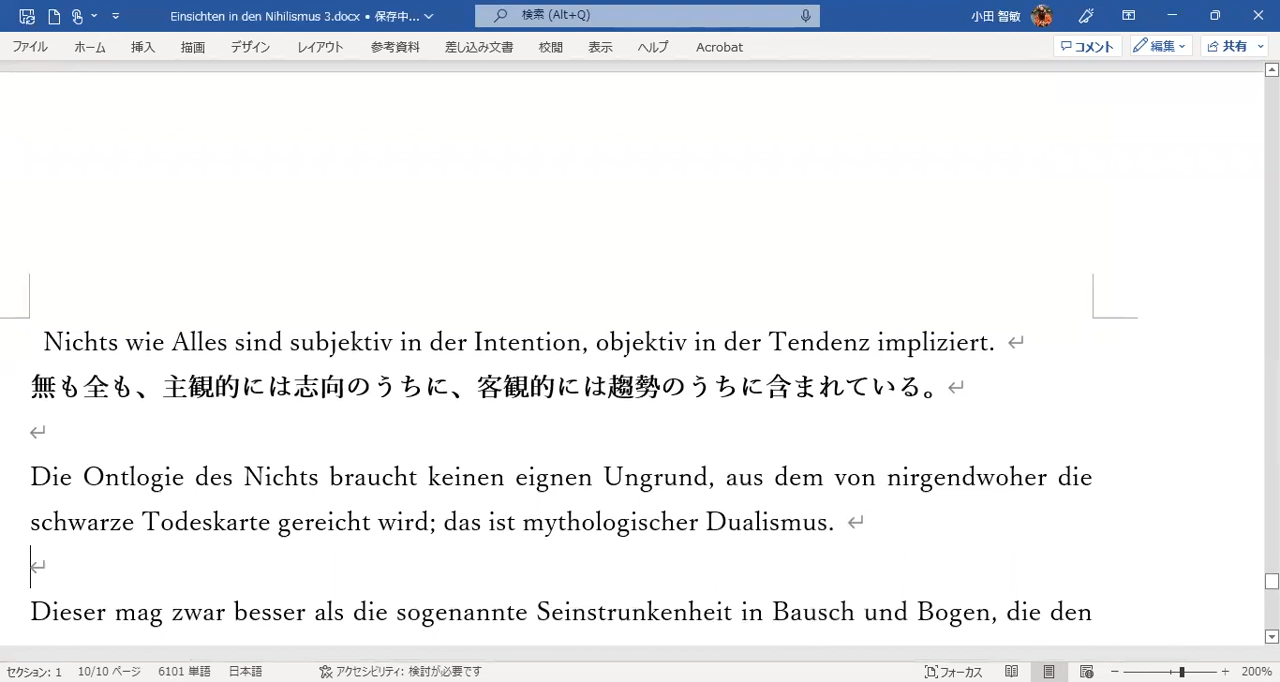 Einsichten in den Nihilismus 3.docx • 保存中...
検索 (Alt+Q)
小田 智敏
ファイル ホーム 挿入 描画 デザイン レイアウト 参考資料 差し込み文書 校閲 表示 ヘルプ Acrobat
コメント 編集 共有
Nichts wie Alles sind subjektiv in der Intention, objektiv in der Tendenz impliziert. ↵
無も全も、主観的には志向のうちに、客観的には趨勢のうちに含まれている。↵
↵
Die Ontlogie des Nichts braucht keinen eignen Ungrund, aus dem von nirgendwoher die
schwarze Todeskarte gereicht wird; das ist mythologischer Dualismus. ↵
↵
Dieser mag zwar besser als die sogenannte Seinstrunkenheit in Bausch und Bogen, die den
セクション: 1 10/10 ページ 6101 単語 日本語 アクセシビリティ: 検討が必要です フォーカス 200%